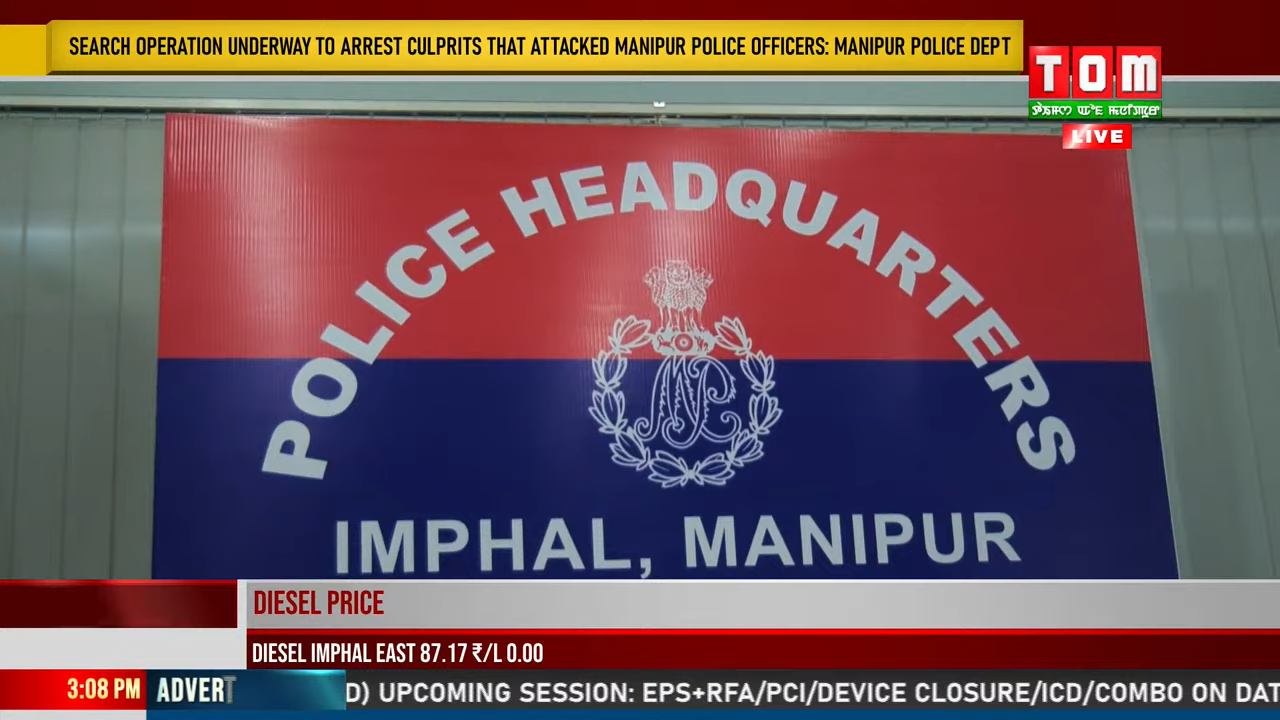 SEARCH OPERATION UNDERWAY TO ARREST CULPRITS THAT ATTACKED MANIPUR POLICE OFFICERS: MANIPUR POLICE DEPT
TOM
LIVE
POLICE HEADQUARTERS
MP
IMPHAL, MANIPUR
DIESEL PRICE
DIESEL IMPHAL EAST 87.17 ₹/L 0.00
3:08 PM
ADVERT
D) UPCOMING SESSION: EPS+RFA/PCI/DEVICE CLOSURE/ICD/COMBO ON DAT